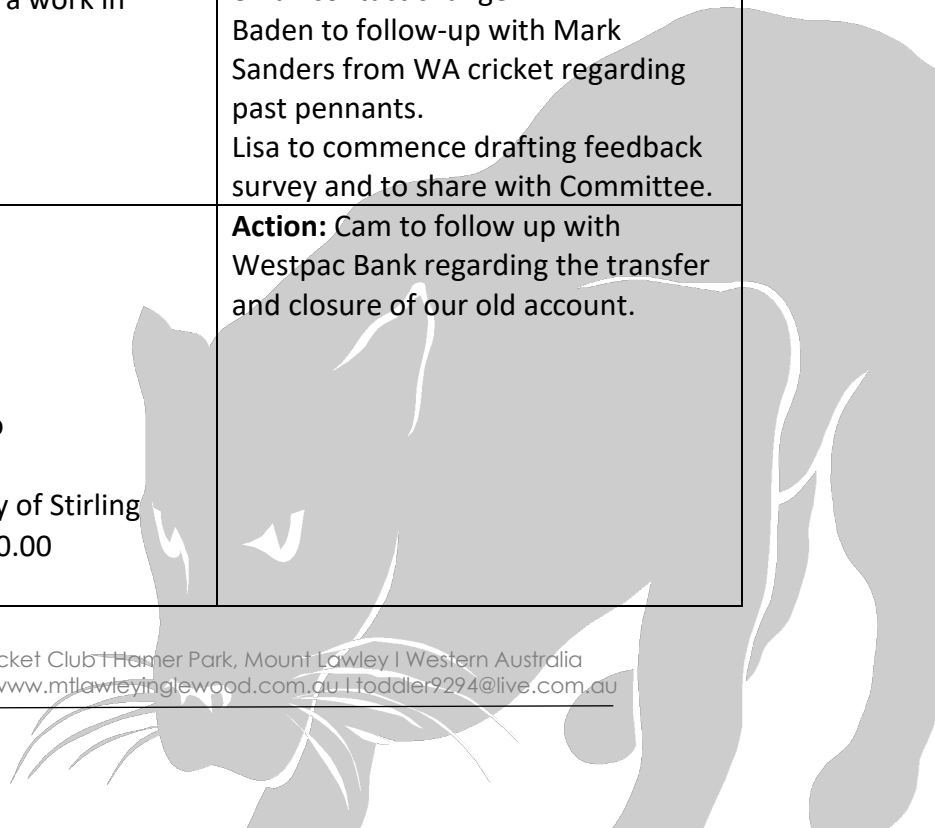 a work in
Baden to follow-up with Mark
Sanders from WA cricket regarding
past pennants.
Lisa to commence drafting feedback
survey and to share with Committee.
Action: Cam to follow up with
Westpac Bank regarding the transfer
and closure of our old account.
y of Stirling
0.00
cket Club I Hamer Park, Mount Lawley I Western Australia
www.mtlawleyinglewood.com.au I toddler9294@live.com.au